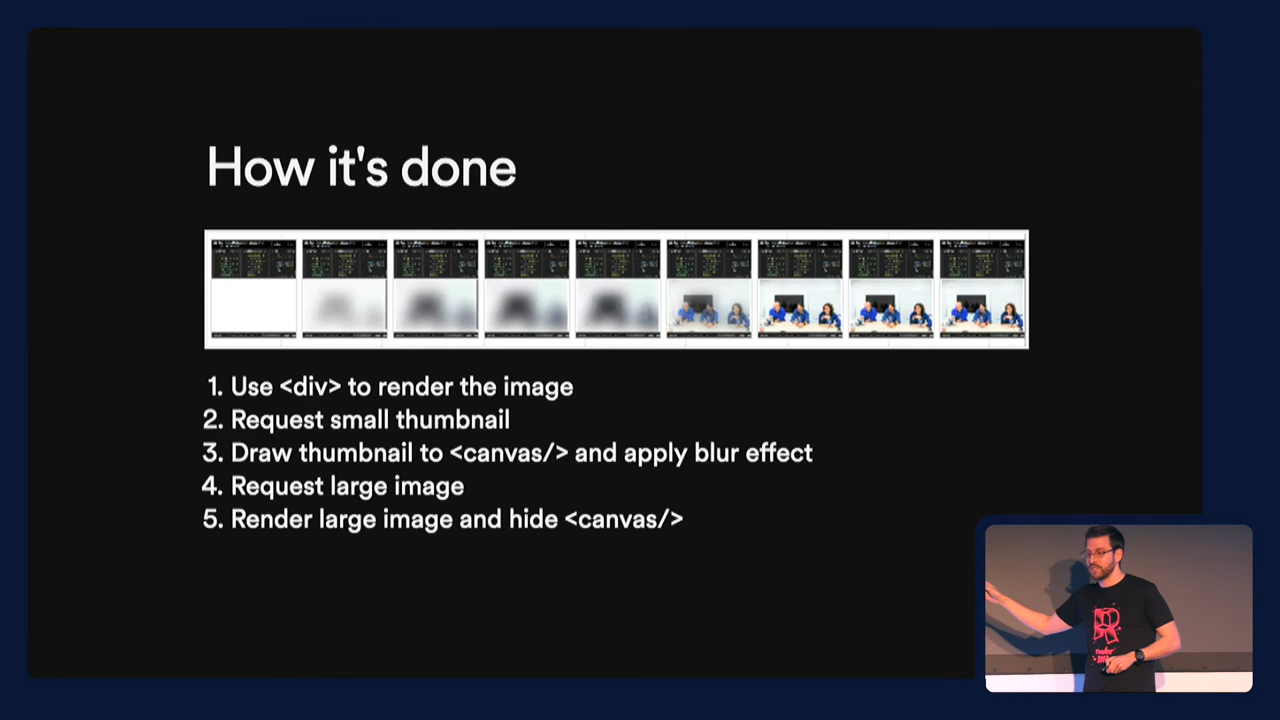 How it's done
1. Use <div> to render the image
2. Request small thumbnail
3. Draw thumbnail to <canvas/> and apply blur effect
4. Request large image
5. Render large image and hide <canvas/>
render